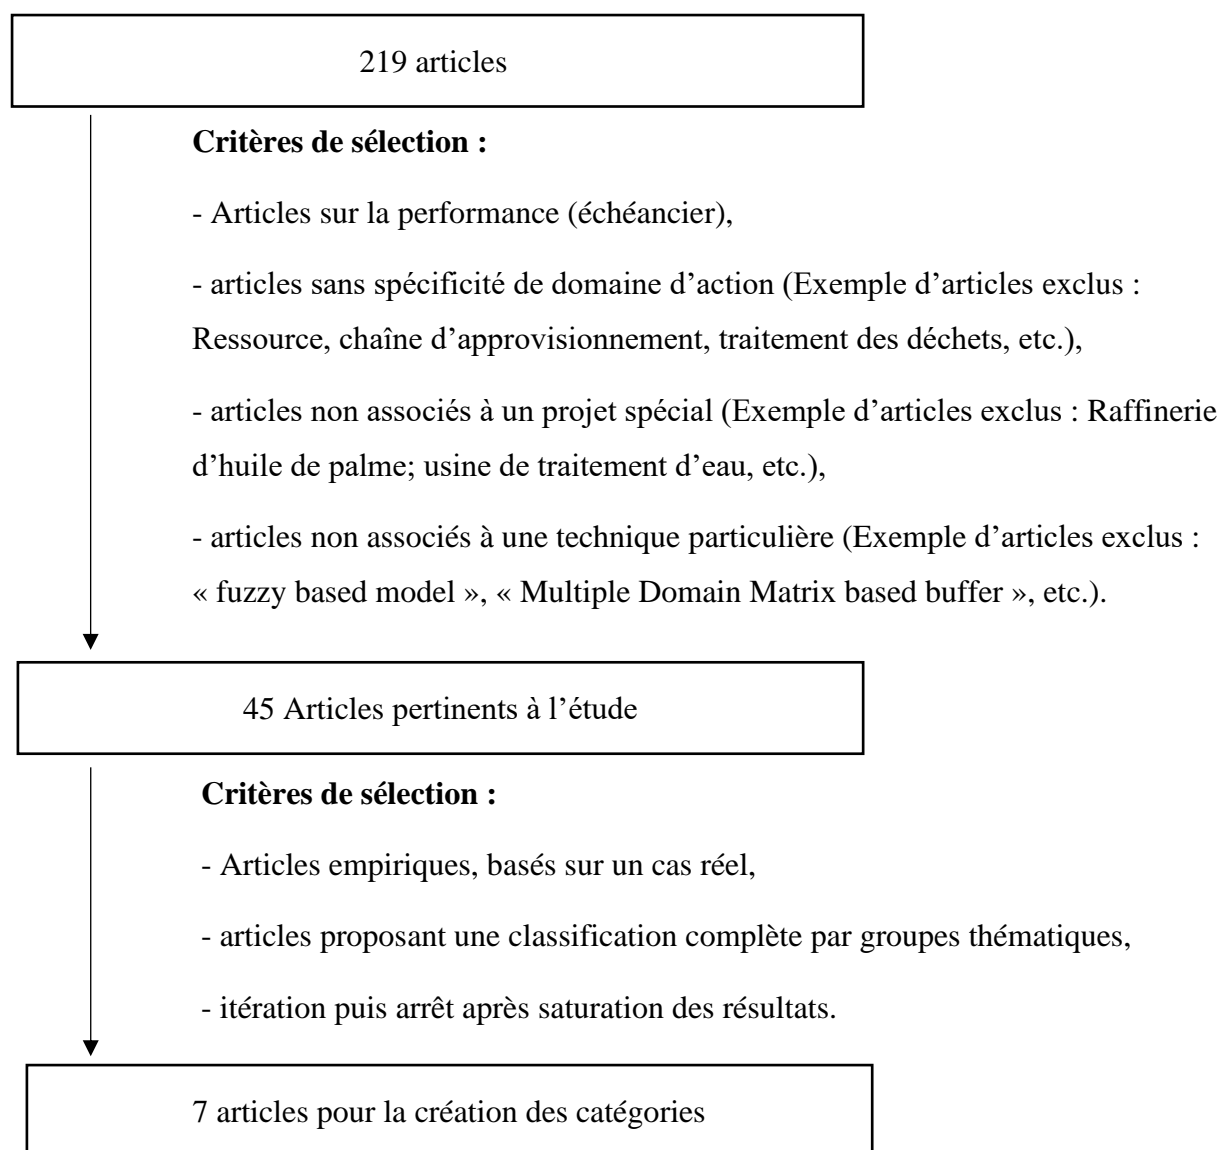 219 articles
Critères de sélection :
- Articles sur la performance (échéancier),
- articles sans spécificité de domaine d’action (Exemple d’articles exclus :
Ressource, chaîne d’approvisionnement, traitement des déchets, etc.),
- articles non associés à un projet spécial (Exemple d’articles exclus : Raffinerie
d’huile de palme; usine de traitement d’eau, etc.),
- articles non associés à une technique particulière (Exemple d’articles exclus :
« fuzzy based model », « Multiple Domain Matrix based buffer », etc.).
45 Articles pertinents à l’étude
Critères de sélection :
- Articles empiriques, basés sur un cas réel,
- articles proposant une classification complète par groupes thématiques,
- itération puis arrêt après saturation des résultats.
7 articles pour la création des catégories